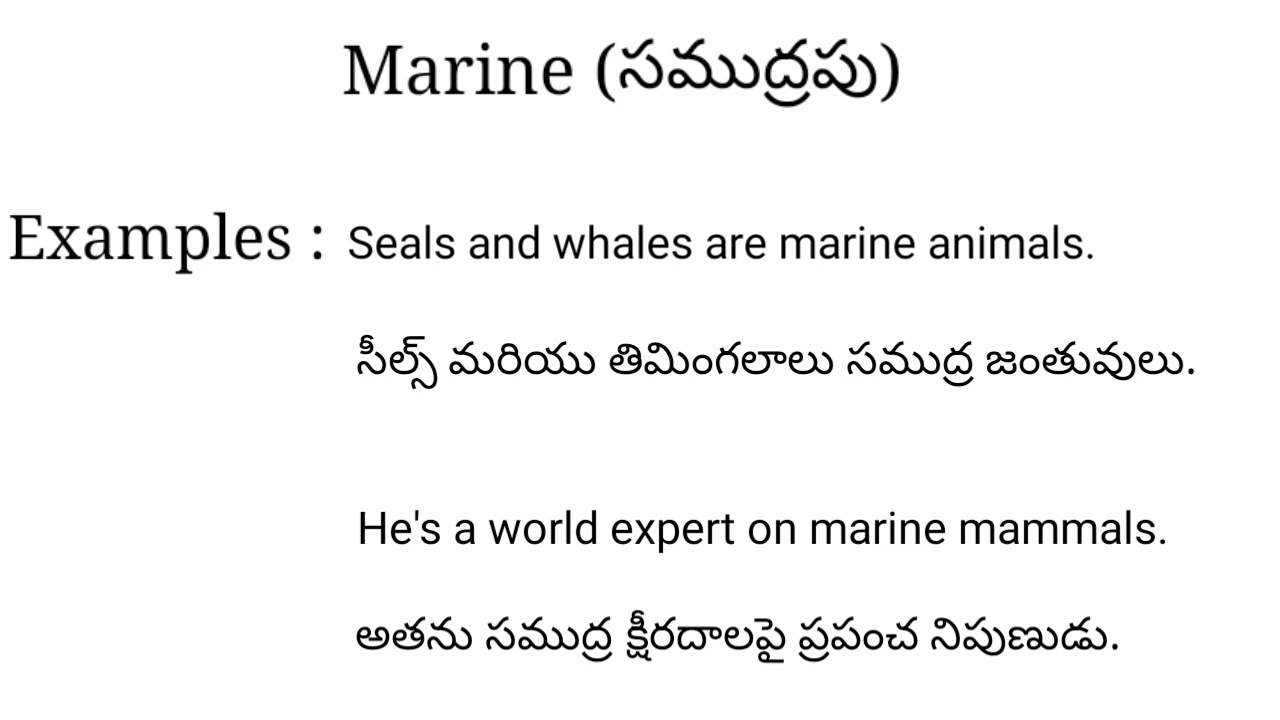 Marine (సముద్రపు)
Examples : Seals and whales are marine animals.
సీల్స్ మరియు తిమింగలాలు సముద్ర జంతువులు.
He's a world expert on marine mammals.
అతను సముద్ర క్షీరదాలపై ప్రపంచ నిపుణుడు.